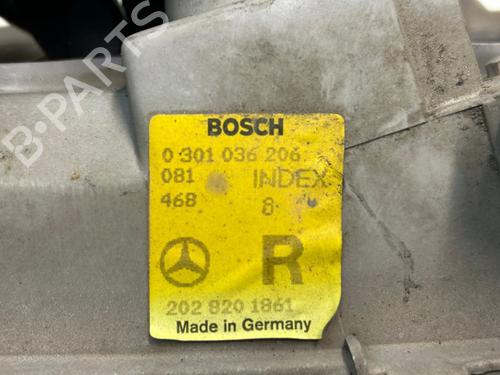 B-PARTS
BOSCH
0 301 036 206
081 INDEX
468 8
R
202 820 1861
Made in Germany